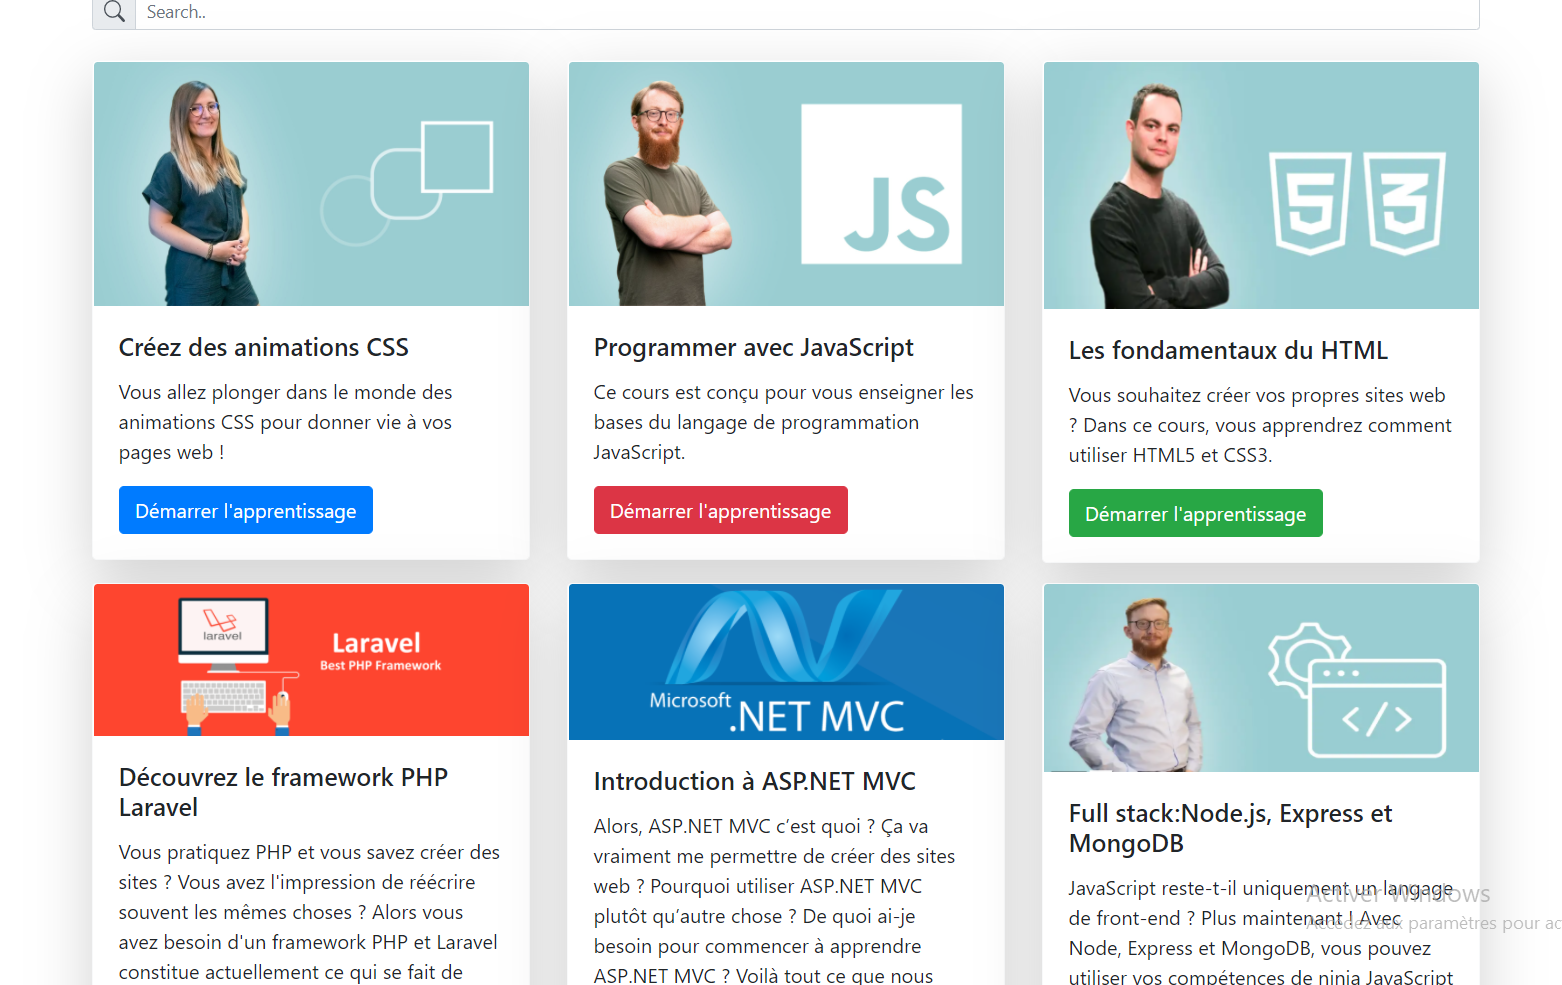 Search..
JS
5 3
Créez des animations CSS
Vous allez plonger dans le monde des
animations CSS pour donner vie à vos
pages web !
Démarrer l'apprentissage
Programmer avec JavaScript
Ce cours est conçu pour vous enseigner les
bases du langage de programmation
JavaScript.
Démarrer l'apprentissage
Les fondamentaux du HTML
Vous souhaitez créer vos propres sites web
? Dans ce cours, vous apprendrez comment
utiliser HTML5 et CSS3.
Démarrer l'apprentissage
laravel
Laravel
Best PHP Framework
Découvrez le framework PHP
Laravel
Vous pratiquez PHP et vous savez créer des
sites ? Vous avez l'impression de réécrire
souvent les mêmes choses ? Alors vous
avez besoin d'un framework PHP et Laravel
constitue actuellement ce qui se fait de
Microsoft
.NET MVC
Introduction à ASP.NET MVC
Alors, ASP.NET MVC c’est quoi ? Ça va
vraiment me permettre de créer des sites
web ? Pourquoi utiliser ASP.NET MVC
plutôt qu’autre chose ? De quoi ai-je
besoin pour commencer à apprendre
ASP.NET MVC ? Voilà tout ce que nous
</>
Full stack:Node.js, Express et
MongoDB
JavaScript reste-t-il uniquement un langage
de front-end ? Plus maintenant ! Avec
Node, Express et MongoDB, vous pouvez
utiliser vos compétences de ninja JavaScript
Activer Windows
Accédez aux paramètres pour ac